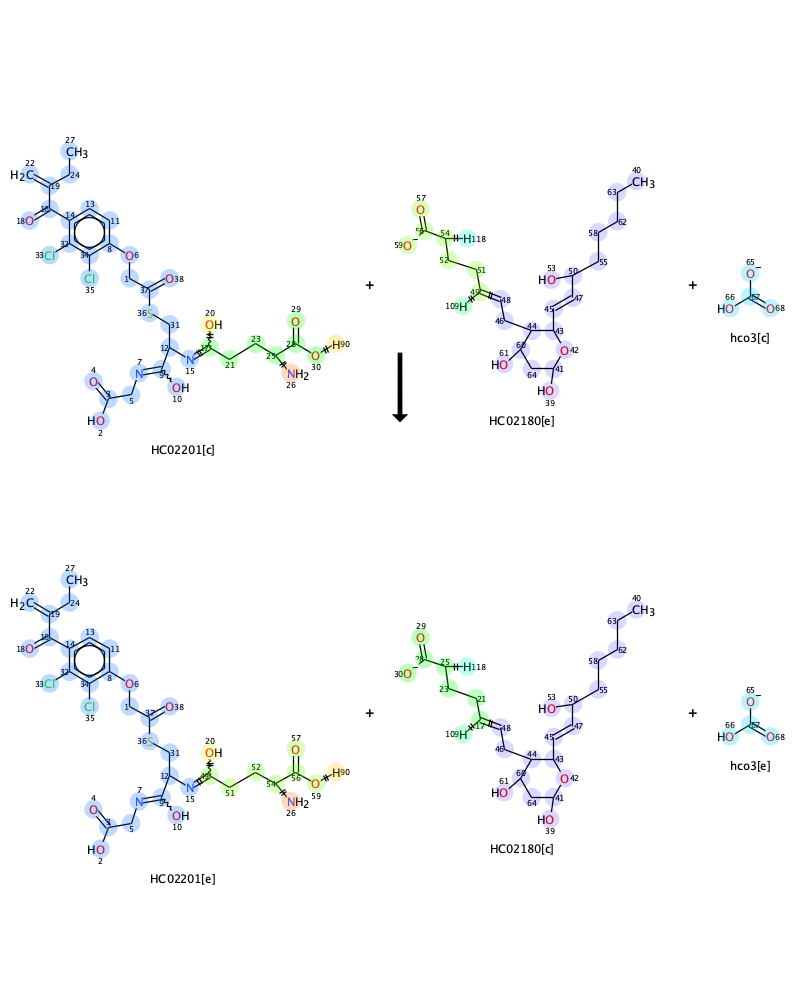 27
CH3
22
H2C
24
19
16
18O
14
13
11
32
8
33Cl
34
O6
Cl
35
1
37
O38
36S
31
20
OH
29
O
12
17
23
28
H90
N
15
21
25
O
30
7
N
9
NH2
26
4
O
3
5
OH
10
HO
2
HC02201[c]
+
57
O
56
54
H118
59O−
52
51
49
109H
48
46
44
43
45
47
53
HO
50
55
58
62
63
40
CH3
60
61
HO
64
41
O42
HO
39
HC02180[e]
+
65
O−
66
HO
67
O68
hco3[c]
27
CH3
22
H2C
24
19
16
18O
14
13
11
32
8
33Cl
34
O6
Cl
35
1
37
O38
36S
31
20
OH
57
O
12
49
52
56
H90
N
15
51
54
O
59
7
N
9
NH2
26
4
O
3
5
OH
10
HO
2
HC02201[e]
+
29
O
28
25
H118
30O−
23
21
17
109H
48
46
44
43
45
47
53
HO
50
55
58
62
63
40
CH3
60
61
HO
64
41
O42
HO
39
HC02180[c]
+
65
O−
66
HO
67
O68
hco3[e]